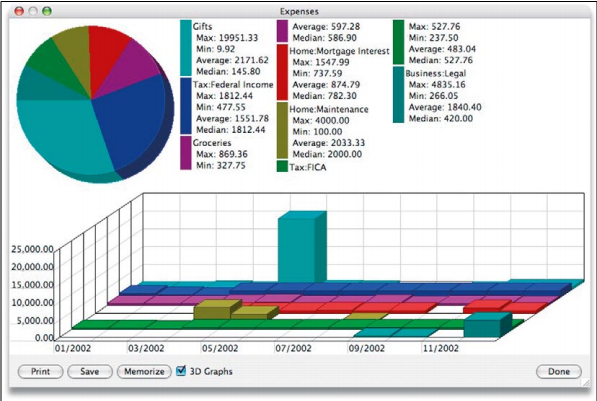 Expenses
Gifts
Max: 19951.33
Min: 9.92
Average: 2171.62
Median: 145.80
Tax:Federal Income
Max: 1812.44
Min: 477.55
Average: 1551.78
Median: 1812.44
Groceries
Max: 869.36
Min: 327.75
Average: 597.28
Median: 586.90
Home:Mortgage Interest
Max: 1547.99
Min: 737.59
Average: 874.79
Median: 782.30
Home:Maintenance
Max: 4000.00
Min: 100.00
Average: 2033.33
Median: 2000.00
Tax:FICA
Max: 527.76
Min: 237.50
Average: 483.04
Median: 527.76
Business:Legal
Max: 4835.16
Min: 266.05
Average: 1840.40
Median: 420.00
25,000.00
20,000.00
15,000.00
10,000.00
5,000.00
0.00
01/2002 03/2002 05/2002 07/2002 09/2002 11/2002
Print Save Memorize 3D Graphs Done